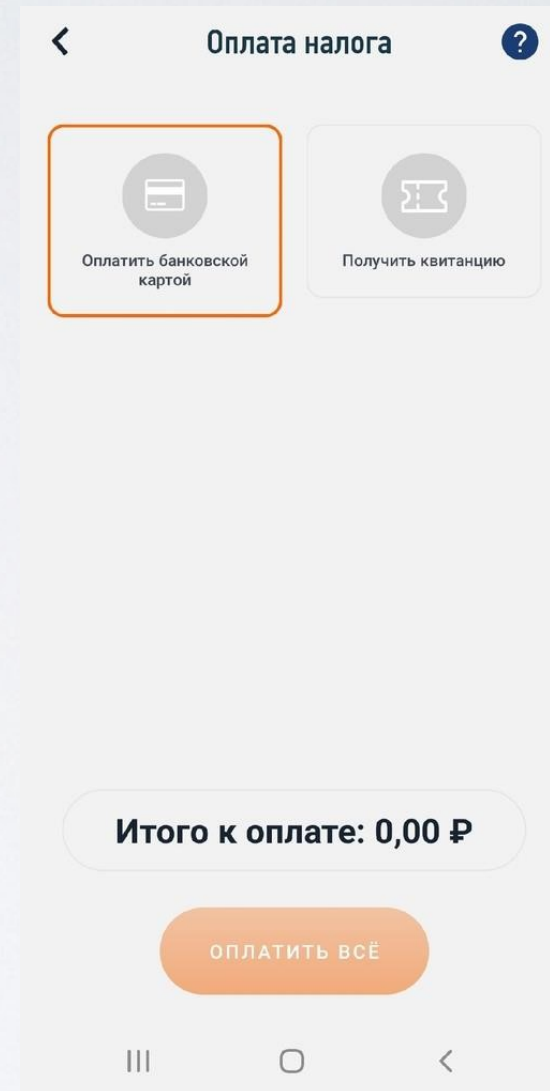 Оплата налога
?
Оплатить банковской
картой
Получить квитанцию
Итого к оплате: 0,00 ₽
ОПЛАТИТЬ ВСЁ